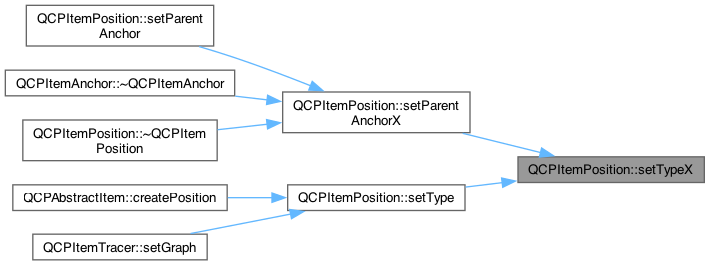 QCPItemPosition::setParent
Anchor
QCPItemAnchor::~QCPItemAnchor
QCPItemPosition::~QCPItem
Position
QCPItemPosition::setParent
AnchorX
QCPItemPosition::setTypeX
QCPAbstractItem::createPosition
QCPItemPosition::setType
QCPItemTracer::setGraph